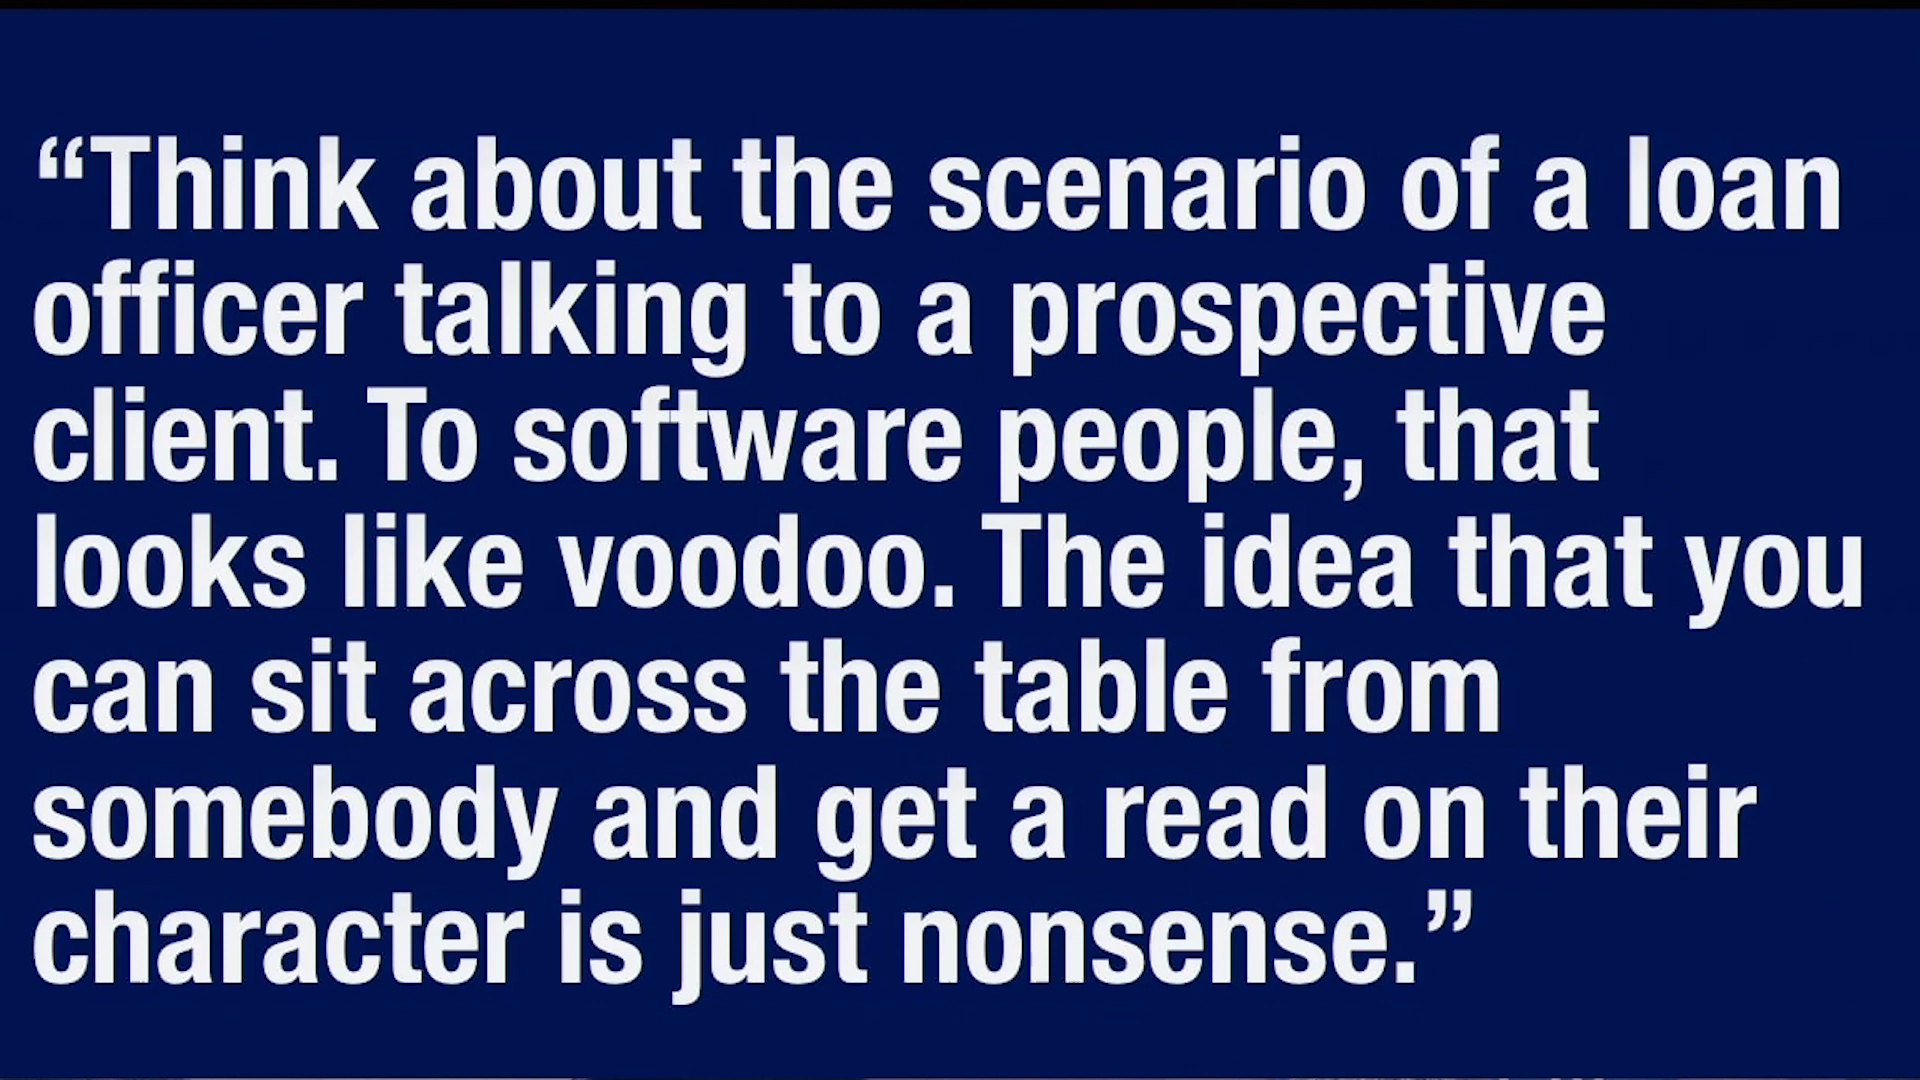 “Think about the scenario of a loan
officer talking to a prospective
client. To software people, that
looks like voodoo. The idea that you
can sit across the table from
somebody and get a read on their
character is just nonsense.”